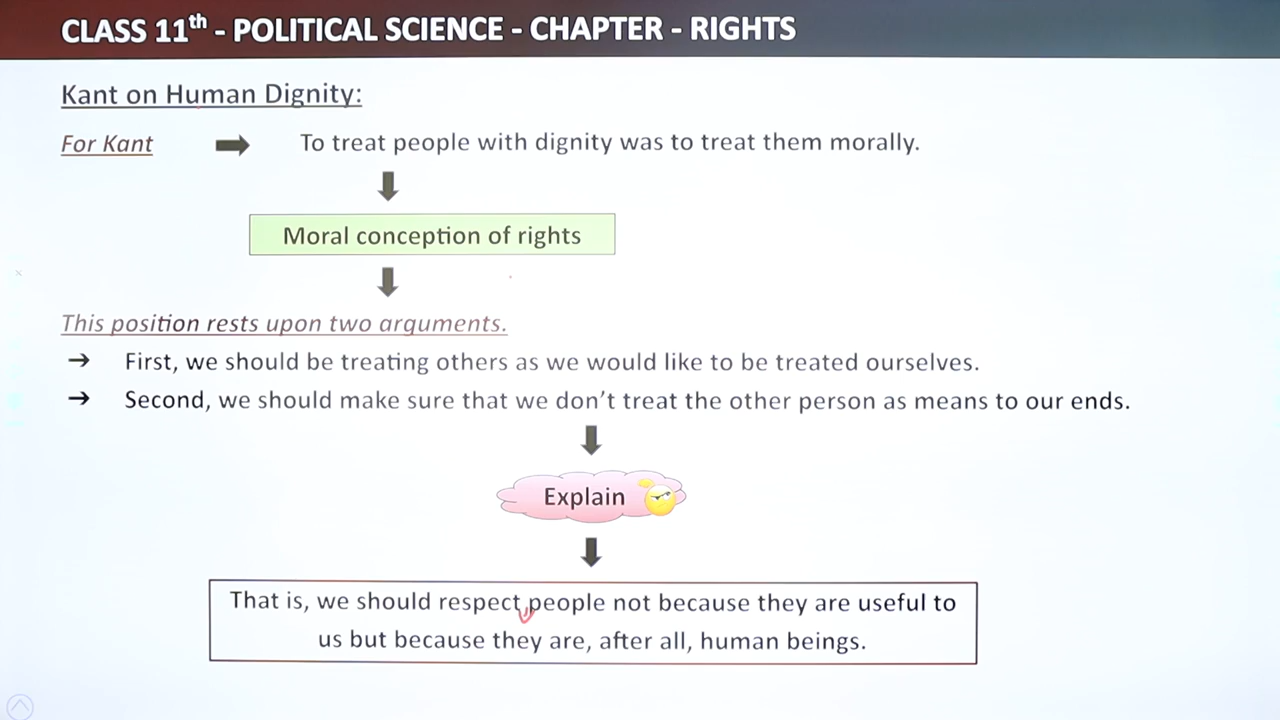 CLASS 11th - POLITICAL SCIENCE - CHAPTER - RIGHTS
Kant on Human Dignity:
For Kant
To treat people with dignity was to treat them morally.
Moral conception of rights
This position rests upon two arguments.
First, we should be treating others as we would like to be treated ourselves.
Second, we should make sure that we don't treat the other person as means to our ends.
Explain
That is, we should respect people not because they are useful to
us but because they are, after all, human beings.